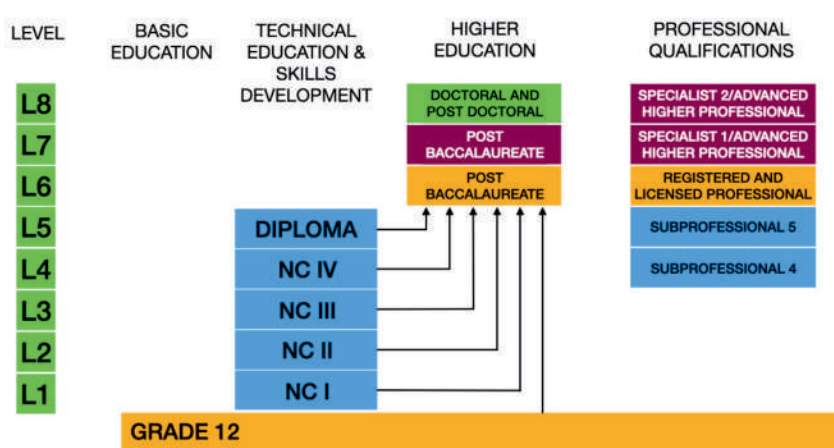 LEVEL
BASIC
EDUCATION
TECHNICAL
EDUCATION &
SKILLS
DEVELOPMENT
HIGHER
EDUCATION
PROFESSIONAL
QUALIFICATIONS
L8
DOCTORAL AND
POST DOCTORAL
SPECIALIST 2/ADVANCED
HIGHER PROFESSIONAL
L7
POST
BACCALAUREATE
SPECIALIST 1/ADVANCED
HIGHER PROFESSIONAL
L6
POST
BACCALAUREATE
REGISTERED AND
LICENSED PROFESSIONAL
L5
DIPLOMA
SUBPROFESSIONAL 5
L4
NC IV
SUBPROFESSIONAL 4
L3
NC III
L2
NC II
L1
NC I
GRADE 12